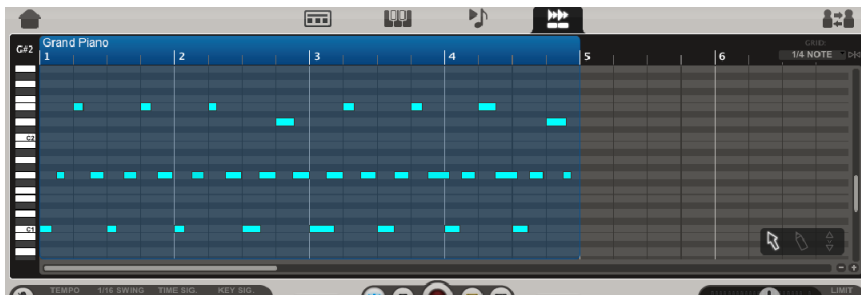 G#2
Grand Piano
GRID:
1 2 3 4 5 6
1/4 NOTE
C2
C1
TEMPO 1/16 SWING TIME SIG. KEY SIG.
LIMIT